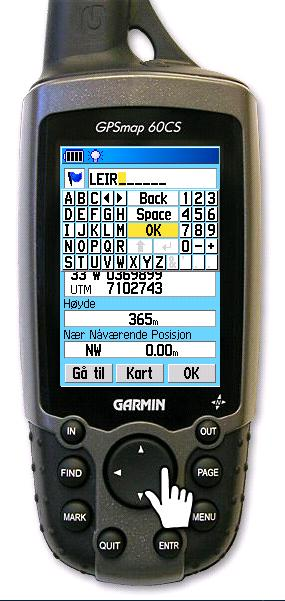 GPSmap 60CS
LEIR______
A B C Back 1 2 3
D E F G H Space 4 5 6
I J K L M OK 7 8 9
N O P Q R 0 - +
S T U V W X Y Z &
33 W 0369899
UTM 7102743
Høyde
365m
Nær Nåværende Posisjon
NW 0.00m
Gå til Kart OK
GARMIN
N
IN OUT
FIND PAGE
MARK MENU
QUIT ENTR